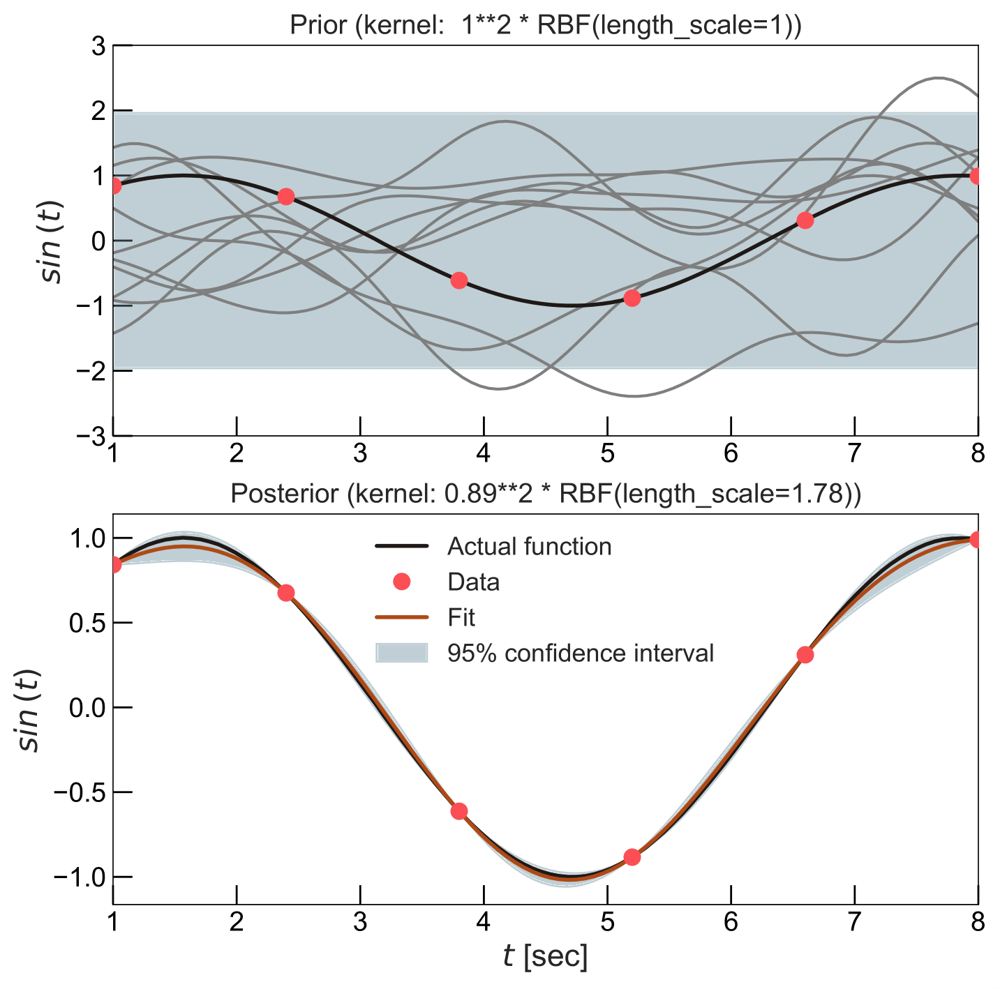 Prior (kernel:  1**2 * RBF(length_scale=1))
3
2
1
0
−1
−2
−3
sin (t)
1 2 3 4 5 6 7 8
Posterior (kernel: 0.89**2 * RBF(length_scale=1.78))
1.0
0.5
0.0
−0.5
−1.0
sin (t)
Actual function
Data
Fit
95% confidence interval
1 2 3 4 5 6 7 8
t [sec]